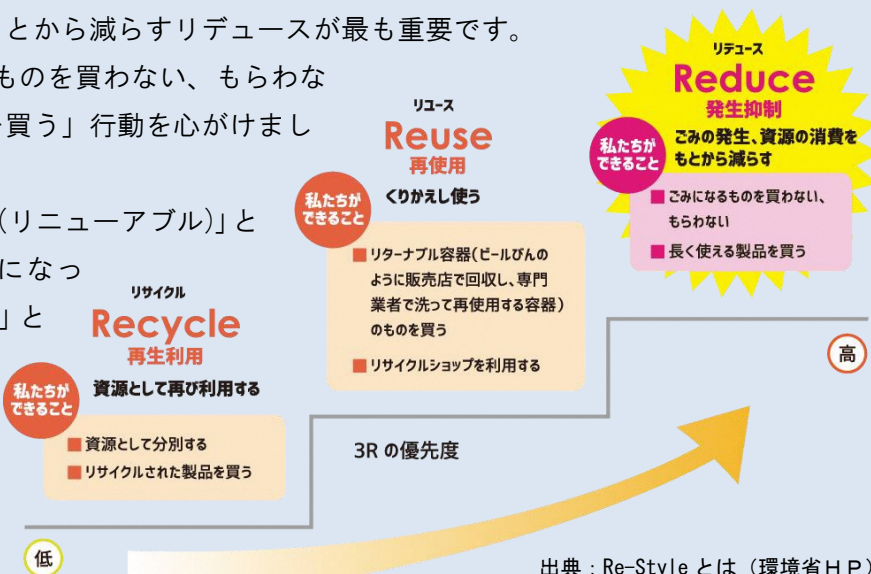 とから減らすリデュースが最も重要です。
ものを買わない、もらわな
買う」行動を心がけまし
(リニューアブル)」と
になっ
」と
リデュース
Reduce
発生抑制
私たちが
できること
ごみの発生、資源の消費を
もとから減らす
■ごみになるものを買わない、
もらわない
■長く使える製品を買う
リユース
Reuse
再使用
私たちが
できること
くりかえし使う
■リターナブル容器(ビールびんの
ように販売店で回収し、専門
業者で洗って再使用する容器)
のものを買う
■リサイクルショップを利用する
リサイクル
Recycle
再生利用
私たちが
できること
資源として再び利用する
■資源として分別する
■リサイクルされた製品を買う
3Rの優先度
高
低
出典:Re-Styleとは(環境省HP)